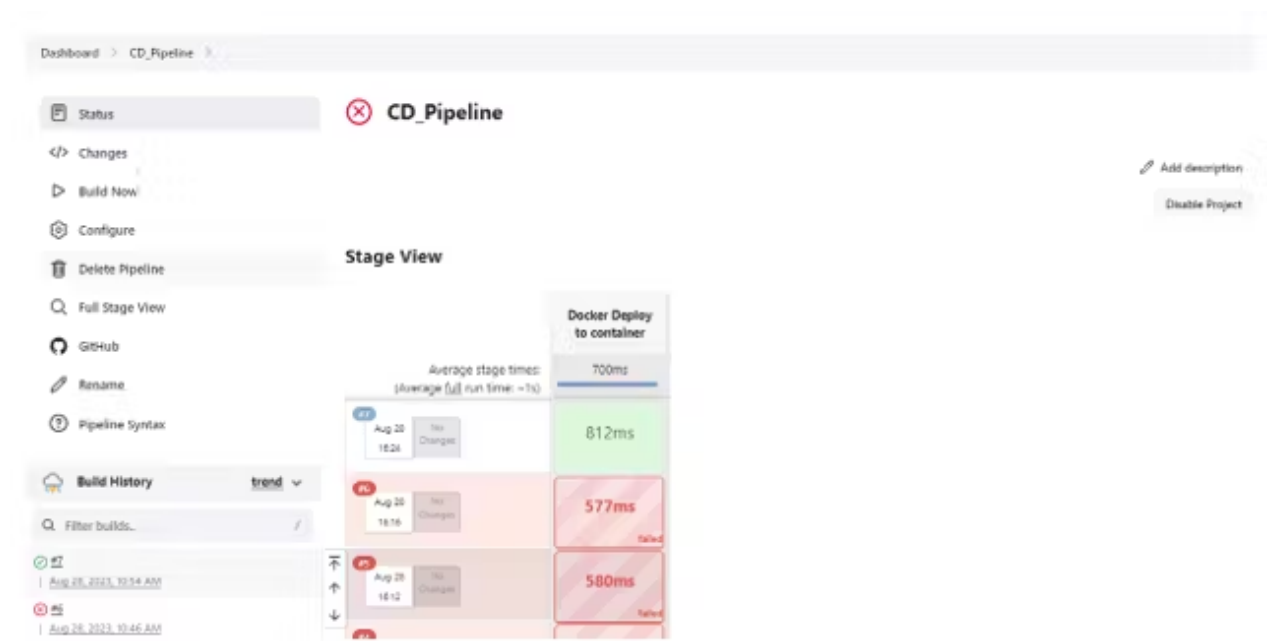 Dashboard > CD_Pipeline >
Status
Changes
Build Now
Configure
Delete Pipeline
Full Stage View
GitHub
Rename
Pipeline Syntax
Build History trend
Filter builds... /
#7
Aug 28, 2023, 10:54 AM
#6
Aug 28, 2023, 10:46 AM
CD_Pipeline
Add description
Disable Project
Stage View
Docker Deploy
to container
Average stage times:
(Average full run time: ~1s)
700ms
#7
Aug 28
16:24
No
Changes
812ms
#6
Aug 28
16:16
No
Changes
577ms
failed
#5
Aug 28
16:12
No
Changes
580ms
failed